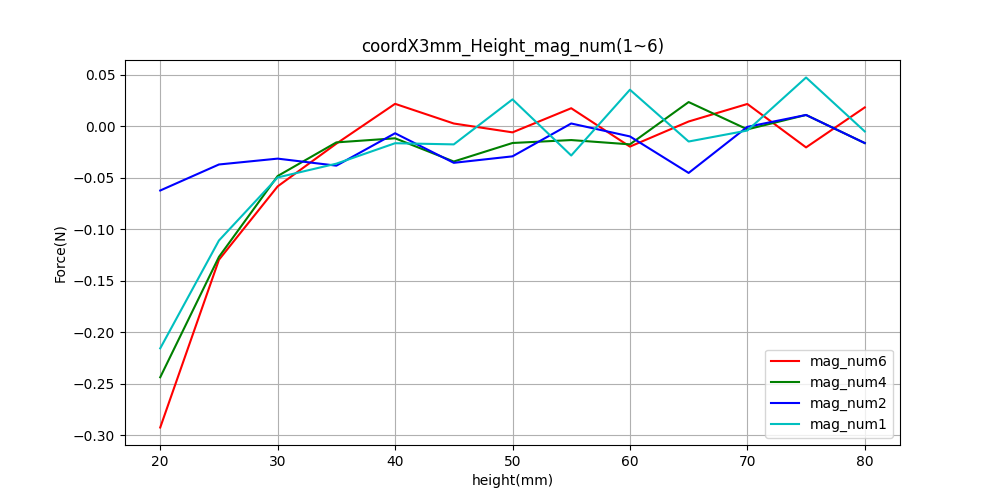 coordX3mm_Height_mag_num(1~6)
0.05
0.00
−0.05
−0.10
−0.15
−0.20
−0.25
−0.30
Force(N)
mag_num6
mag_num4
mag_num2
mag_num1
20 30 40 50 60 70 80
height(mm)